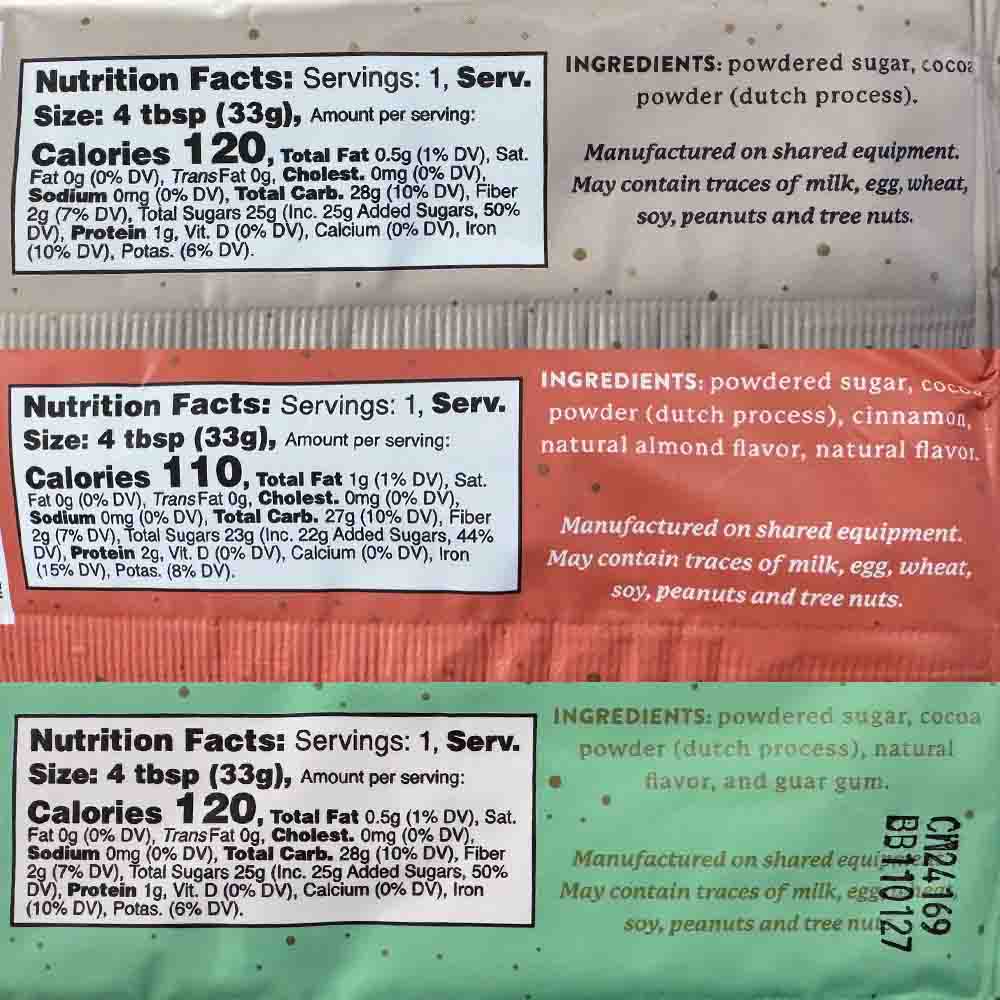 Nutrition Facts: Servings: 1, Serv.
Size: 4 tbsp (33g), Amount per serving:
Calories 120, Total Fat 0.5g (1% DV), Sat.
Fat 0g (0% DV), Trans Fat 0g, Cholest. 0mg (0% DV),
Sodium 0mg (0% DV), Total Carb. 28g (10% DV), Fiber
2g (7% DV), Total Sugars 25g (Inc. 25g Added Sugars, 50%
DV), Protein 1g, Vit. D (0% DV), Calcium (0% DV), Iron
(10% DV), Potas. (6% DV).
INGREDIENTS: powdered sugar, cocoa
powder (dutch process).
Manufactured on shared equipment.
May contain traces of milk, egg, wheat,
soy, peanuts and tree nuts.
Nutrition Facts: Servings: 1, Serv.
Size: 4 tbsp (33g), Amount per serving:
Calories 110, Total Fat 1g (1% DV), Sat.
Fat 0g (0% DV), Trans Fat 0g, Cholest. 0mg (0% DV),
Sodium 0mg (0% DV), Total Carb. 27g (10% DV), Fiber
2g (7% DV), Total Sugars 23g (Inc. 22g Added Sugars, 44%
DV), Protein 2g, Vit. D (0% DV), Calcium (0% DV), Iron
(15% DV), Potas. (8% DV).
INGREDIENTS: powdered sugar, cocoa
powder (dutch process), cinnamon,
natural almond flavor, natural flavor.
Manufactured on shared equipment.
May contain traces of milk, egg, wheat,
soy, peanuts and tree nuts.
Nutrition Facts: Servings: 1, Serv.
Size: 4 tbsp (33g), Amount per serving:
Calories 120, Total Fat 0.5g (1% DV), Sat.
Fat 0g (0% DV), Trans Fat 0g, Cholest. 0mg (0% DV),
Sodium 0mg (0% DV), Total Carb. 28g (10% DV), Fiber
2g (7% DV), Total Sugars 25g (Inc. 25g Added Sugars, 50%
DV), Protein 1g, Vit. D (0% DV), Calcium (0% DV), Iron
(10% DV), Potas. (6% DV).
INGREDIENTS: powdered sugar, cocoa
powder (dutch process), natural
flavor, and guar gum.
Manufactured on shared
May contain traces of milk, egg
soy, peanuts and tree
CM24169
BB110127